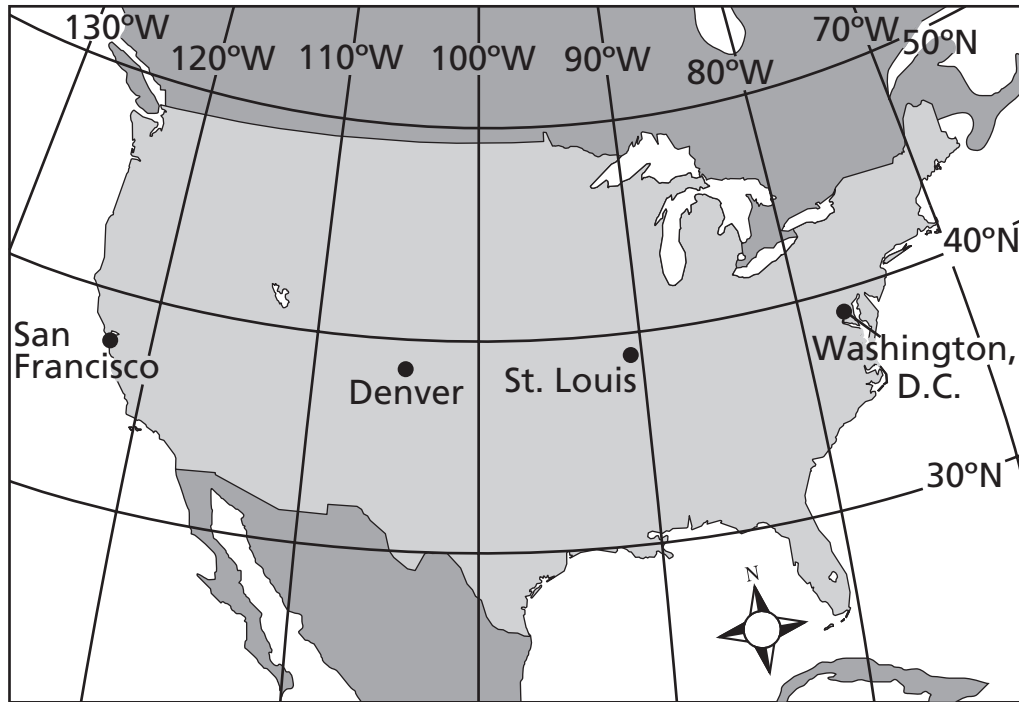 130°W
120°W
110°W
100°W
90°W
80°W
70°W
50°N
40°N
San
Francisco
Denver
St. Louis
Washington,
D.C.
30°N
N